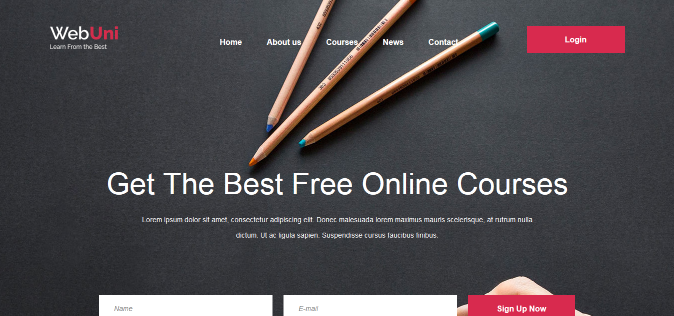 WebUni
Learn From the Best
Home About us Courses News Contact Login
Get The Best Free Online Courses
Lorem ipsum dolor sit amet, consectetur adipiscing elit. Donec malesuada lorem maximus mauris scelerisque, at rutrum nulla
dictum. Ut ac ligula sapien. Suspendisse cursus faucibus finibus.
Name E-mail Sign Up Now